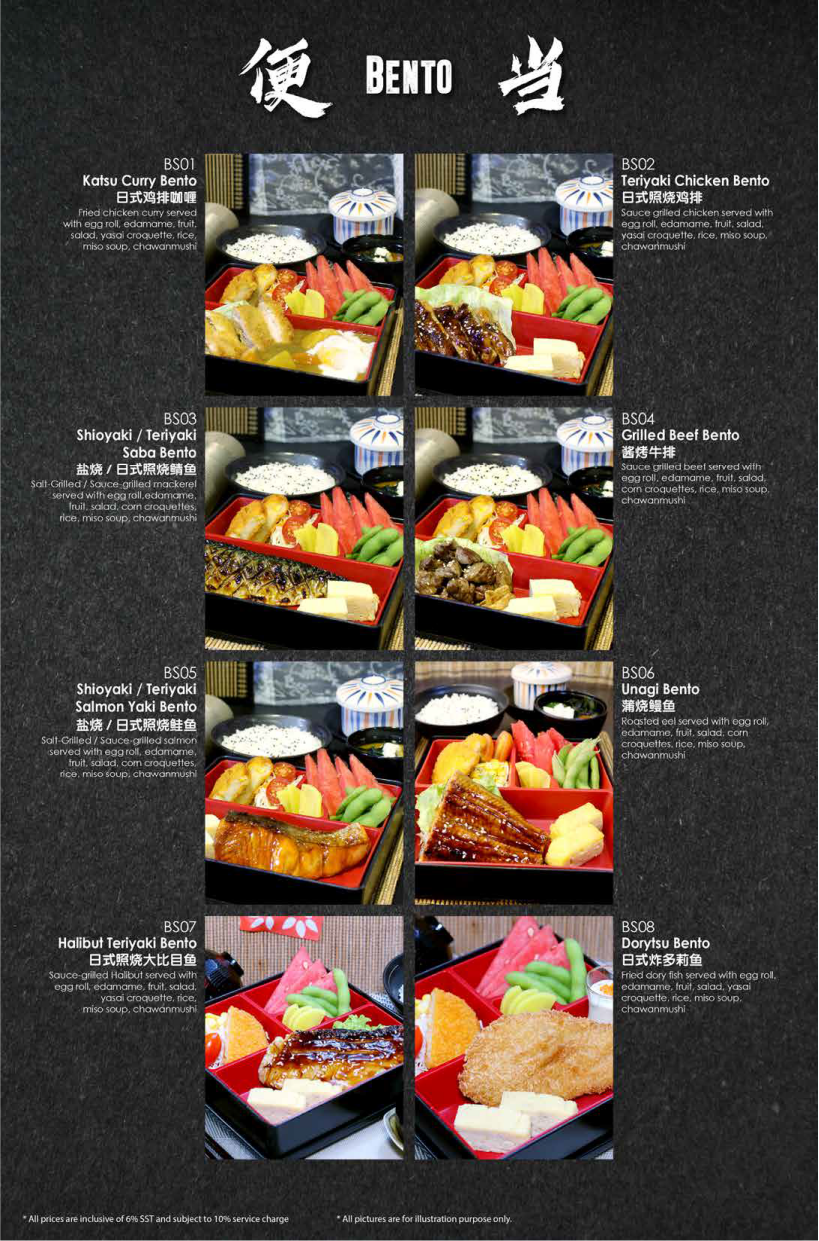 便 BENTO 当
BS01
Katsu Curry Bento
日式鸡排咖喱
Fried chicken curry served
with egg roll, edamame, fruit,
salad, yasai croquette, rice,
miso soup, chawanmushi
BS02
Teriyaki Chicken Bento
日式照烧鸡排
Sauce grilled chicken served with
egg roll, edamame, fruit, salad,
yasai croquette, rice, miso soup,
chawanmushi
BS03
Shioyaki / Teriyaki
Saba Bento
盐烧 / 日式照烧鲭鱼
Salt-Grilled / Sauce-grilled mackerel
served with egg roll,edamame,
fruit, salad, corn croquettes,
rice, miso soup, chawanmushi
BS04
Grilled Beef Bento
酱烤牛排
Sauce grilled beef served with
egg roll, edamame, fruit, salad,
corn croquettes, rice, miso soup,
chawanmushi
BS05
Shioyaki / Teriyaki
Salmon Yaki Bento
盐烧 / 日式照烧鲑鱼
Salt-Grilled / Sauce-grilled salmon
served with egg roll, edamame,
fruit, salad, corn croquettes,
rice, miso soup, chawanmushi
BS06
Unagi Bento
蒲烧鳗鱼
Roasted eel served with egg roll,
edamame, fruit, salad, corn
croquettes, rice, miso soup,
chawanmushi
BS07
Halibut Teriyaki Bento
日式照烧大比目鱼
Sauce-grilled Halibut served with
egg roll, edamame, fruit, salad,
yasai croquette, rice,
miso soup, chawanmushi
BS08
Dorytsu Bento
日式炸多莉鱼
Fried dory fish served with egg roll,
edamame, fruit, salad, yasai
croquette, rice, miso soup,
chawanmushi
* All prices are inclusive of 6% SST and subject to 10% service charge
* All pictures are for illustration purpose only.